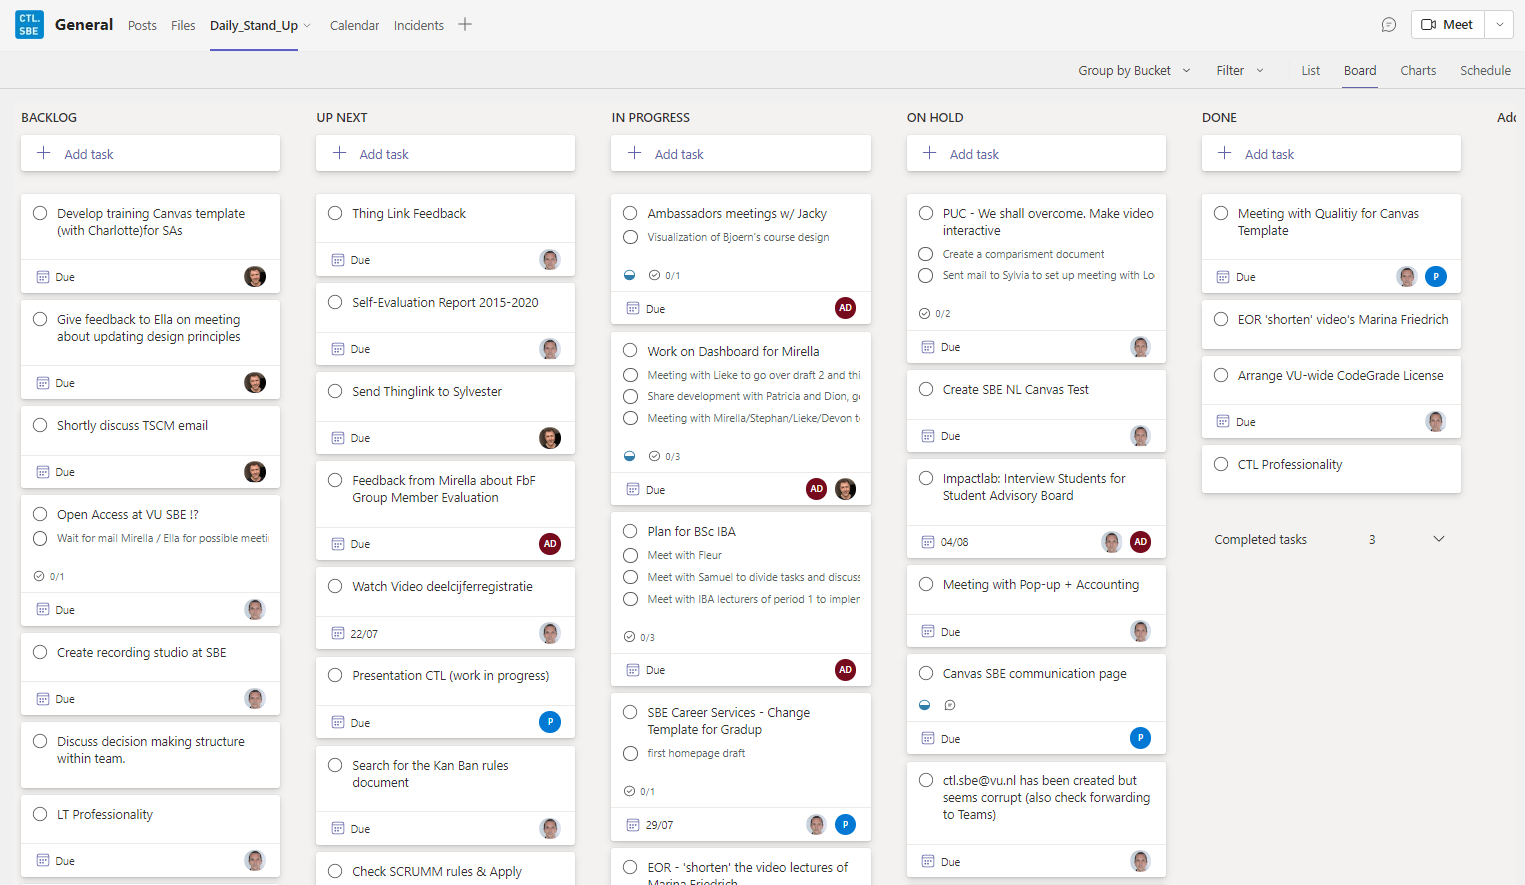 CTL.
SBE
General
Posts
Files
Daily_Stand_Up
Calendar
Incidents
Meet
Group by Bucket
Filter
List
Board
Charts
Schedule
BACKLOG
Add task
Develop training Canvas template
(with Charlotte)for SAs
Due
Give feedback to Ella on meeting
about updating design principles
Due
Shortly discuss TSCM email
Due
Open Access at VU SBE !?
Wait for mail Mirella / Ella for possible meeti
0/1
Due
Create recording studio at SBE
Due
Discuss decision making structure
within team.
LT Professionality
Due
UP NEXT
Add task
Thing Link Feedback
Due
Self-Evaluation Report 2015-2020
Due
Send Thinglink to Sylvester
Due
Feedback from Mirella about FbF
Group Member Evaluation
Due
AD
Watch Video deelcijferregistratie
22/07
Presentation CTL (work in progress)
Due
P
Search for the Kan Ban rules
document
Due
Check SCRUMM rules & Apply
IN PROGRESS
Add task
Ambassadors meetings w/ Jacky
Visualization of Bjoern's course design
0/1
Due
AD
Work on Dashboard for Mirella
Meeting with Lieke to go over draft 2 and thi
Share development with Patricia and Dion, ge
Meeting with Mirella/Stephan/Lieke/Devon to
0/3
Due
AD
Plan for BSc IBA
Meet with Fleur
Meet with Samuel to divide tasks and discuss
Meet with IBA lecturers of period 1 to implem
0/3
Due
AD
SBE Career Services - Change
Template for Gradup
first homepage draft
0/1
29/07
P
EOR - 'shorten' the video lectures of
Marina Friedrich
ON HOLD
Add task
PUC - We shall overcome. Make video
interactive
Create a comparisment document
Sent mail to Sylvia to set up meeting with Lo
0/2
Due
Create SBE NL Canvas Test
Due
Impactlab: Interview Students for
Student Advisory Board
04/08
AD
Meeting with Pop-up + Accounting
Due
Canvas SBE communication page
Due
P
ctl.sbe@vu.nl has been created but
seems corrupt (also check forwarding
to Teams)
Due
DONE
Add task
Meeting with Qualitiy for Canvas
Template
Due
P
EOR 'shorten' video's Marina Friedrich
Arrange VU-wide CodeGrade License
Due
CTL Professionality
Completed tasks
3
Add